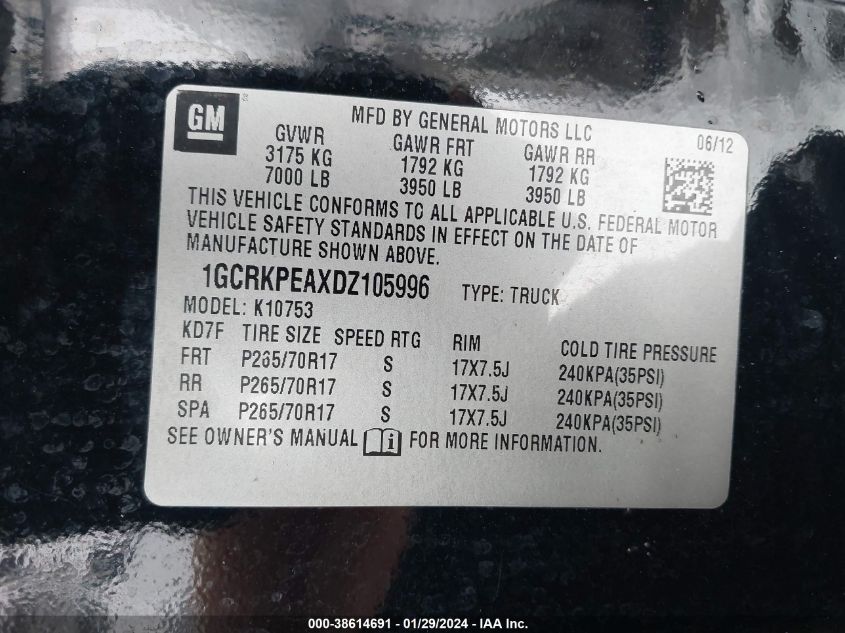 GM
MFD BY GENERAL MOTORS LLC
06/12
GVWR GAWR FRT GAWR RR
3175 KG 1792 KG 1792 KG
7000 LB 3950 LB 3950 LB
THIS VEHICLE CONFORMS TO ALL APPLICABLE U.S. FEDERAL MOTOR
VEHICLE SAFETY STANDARDS IN EFFECT ON THE DATE OF
MANUFACTURE SHOWN ABOVE.
1GCRKPEAXDZ105996 TYPE: TRUCK
MODEL: K10753
KD7F TIRE SIZE SPEED RTG RIM COLD TIRE PRESSURE
FRT P265/70R17 S 17X7.5J 240KPA(35PSI)
RR P265/70R17 S 17X7.5J 240KPA(35PSI)
SPA P265/70R17 S 17X7.5J 240KPA(35PSI)
SEE OWNER'S MANUAL i FOR MORE INFORMATION.
000-38614691 - 01/29/2024 - IAA Inc.